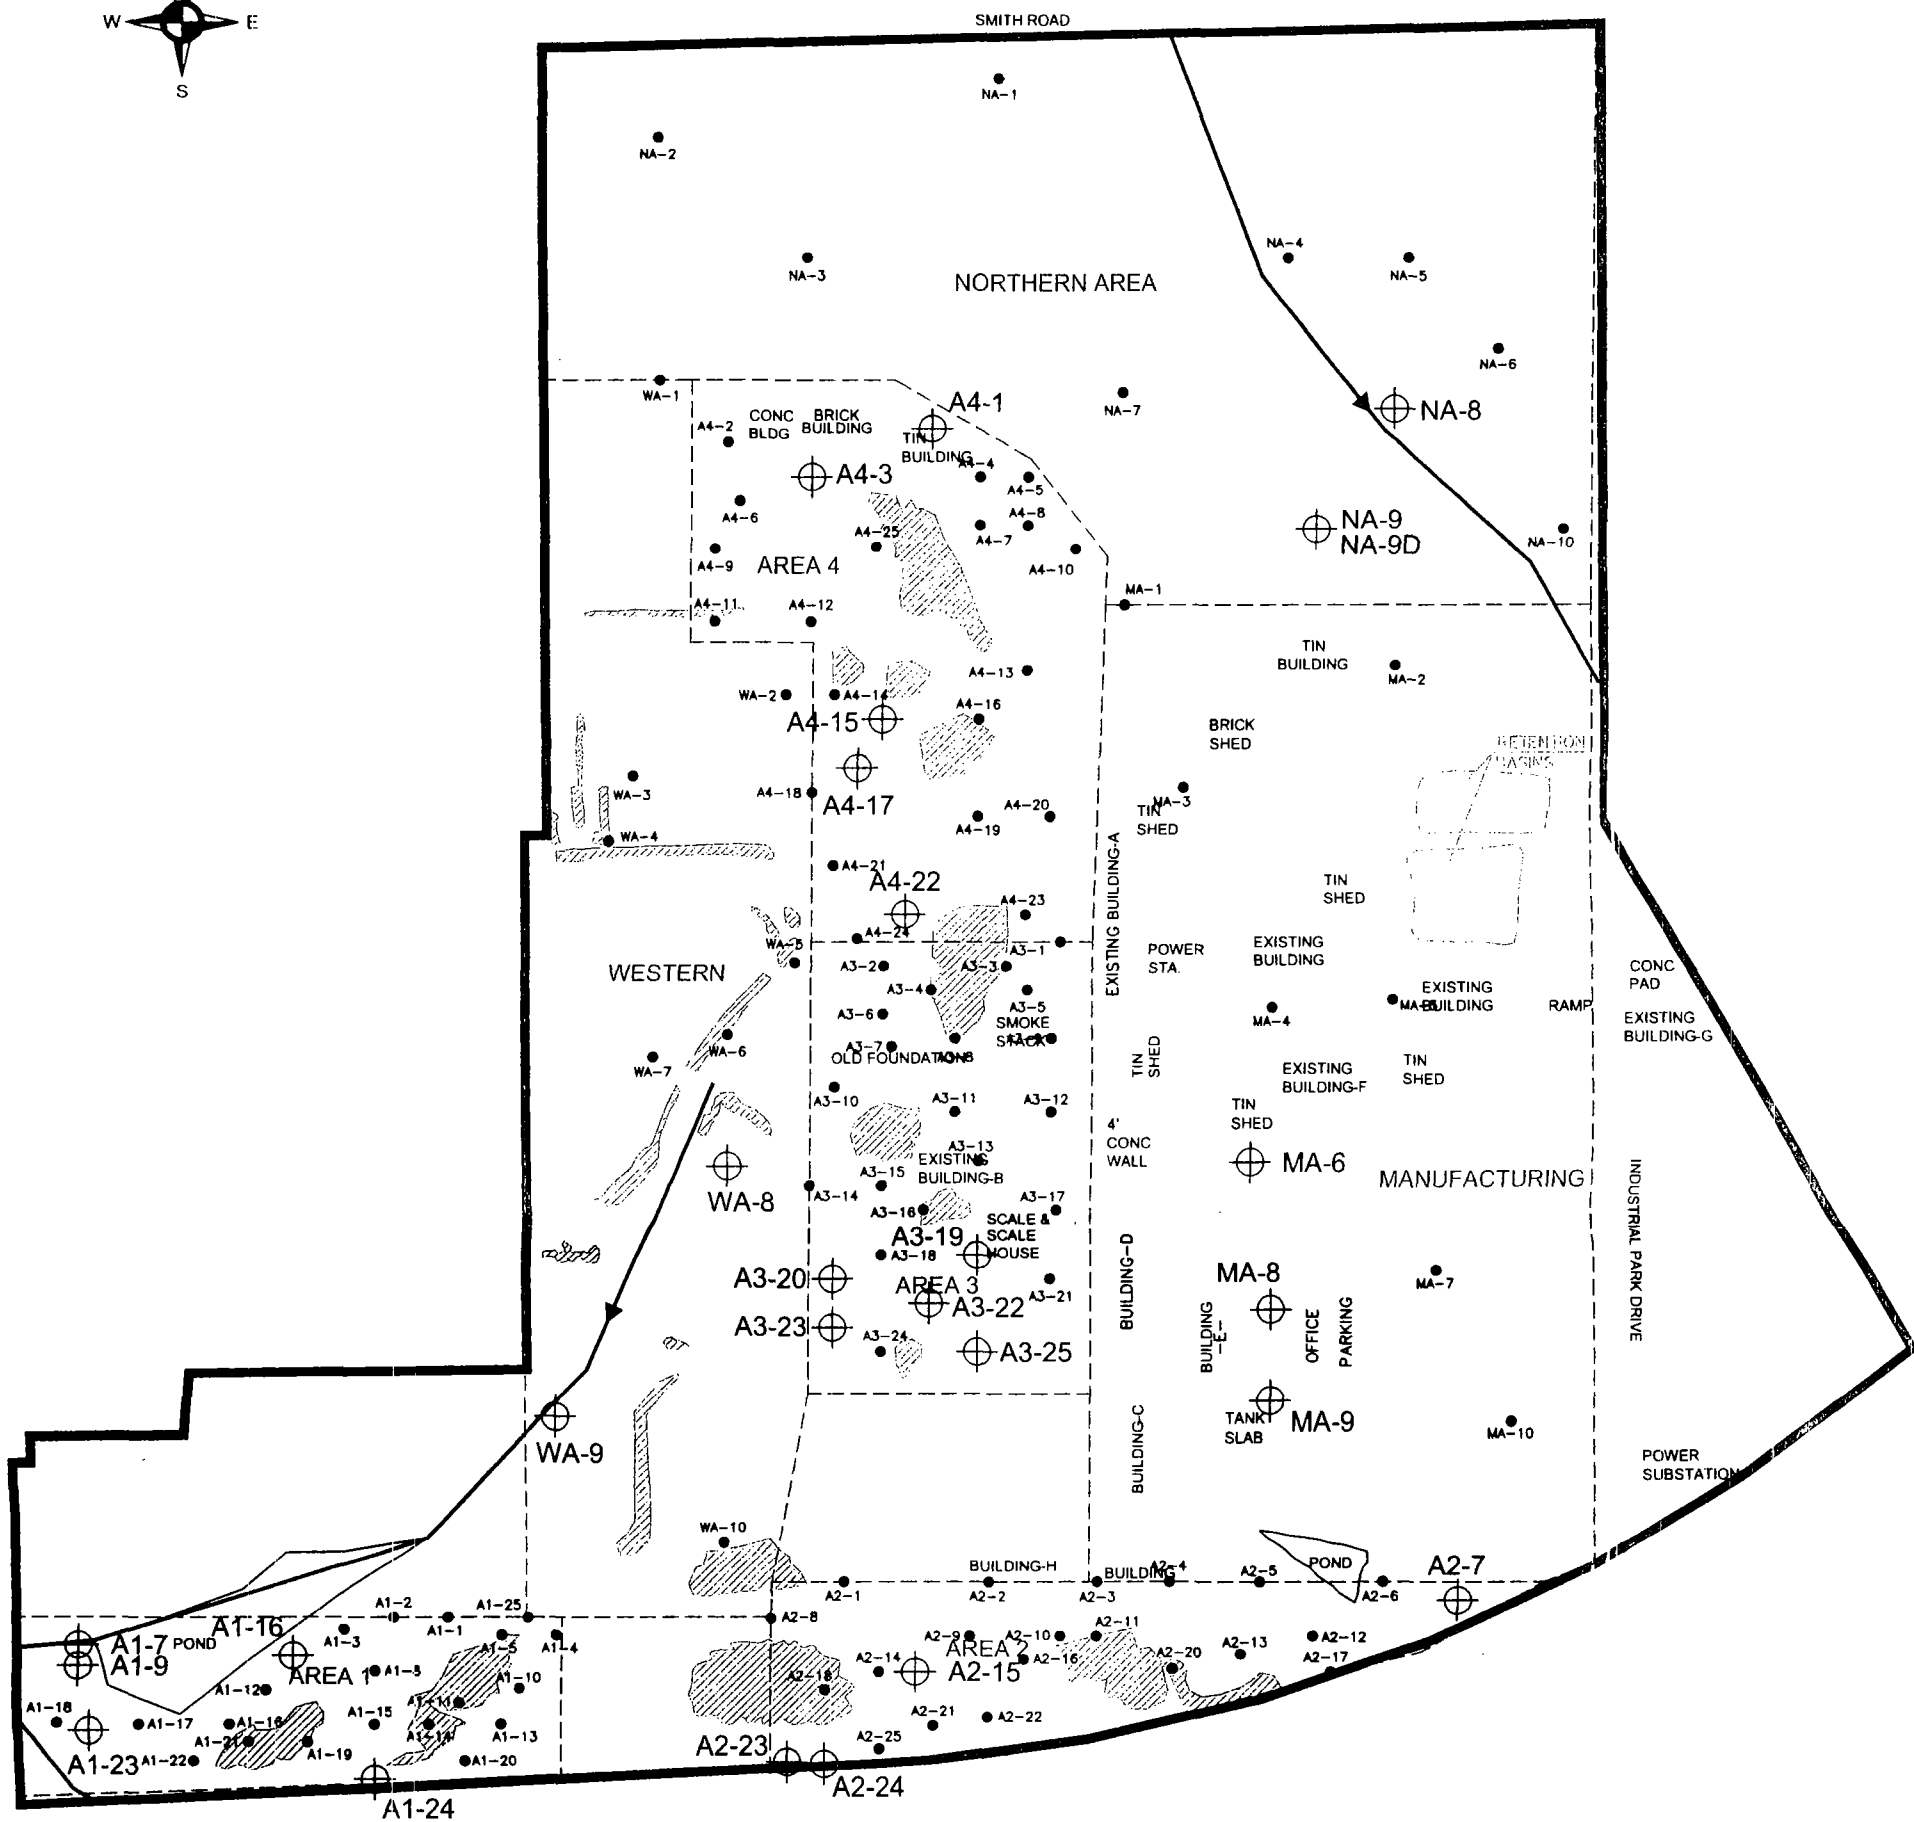 SMITH ROAD
W
E
S
NA-1
NA-2
NA-3
NORTHERN AREA
NA-4
NA-5
NA-6
WA-1
NA-7
A4-1
NA-8
A4-2
CONC
BLDG
BRICK
BUILDING
TIN
BUILDING
A4-3
A4-4
A4-5
A4-6
A4-25
A4-7
A4-8
NA-9
NA-9D
NA-10
A4-9
AREA 4
A4-10
A4-11
A4-12
MA-1
TIN
BUILDING
MA-2
A4-13
WA-2
A4-14
A4-15
A4-16
BRICK
SHED
RETENTION
BASINS
WA-3
A4-18
A4-17
MA-3
TIN
SHED
A4-19
A4-20
WA-4
A4-21
A4-22
EXISTING BUILDING-A
TIN
SHED
A4-23
A4-24
WA-5
WESTERN
A3-1
A3-2
A3-3
POWER
STA.
EXISTING
BUILDING
CONC
PAD
A3-4
A3-5
MA-4
EXISTING
BUILDING
RAMP
EXISTING
BUILDING-G
A3-6
SMOKE
STACK
WA-6
WA-7
A3-7
OLD FOUNDATION
A3-8
TIN
SHED
EXISTING
BUILDING-F
TIN
SHED
A3-10
A3-11
A3-12
TIN
SHED
4'
CONC
WALL
A3-13
EXISTING
BUILDING-B
MA-6
MANUFACTURING
WA-8
A3-14
A3-15
A3-16
A3-17
INDUSTRIAL PARK DRIVE
A3-19
SCALE &
SCALE
HOUSE
A3-18
BUILDING-D
A3-20
AREA 3
A3-21
MA-8
MA-7
A3-22
A3-23
A3-24
A3-25
BUILDING
-E-
OFFICE
PARKING
WA-9
BUILDING-C
TANK
SLAB
MA-9
MA-10
POWER
SUBSTATION
WA-10
BUILDING-H
BUILDING
A2-4
A2-5
POND
A2-7
A2-1
A2-2
A2-3
A2-6
A1-16
A1-2
A1-1
A1-25
A2-8
A1-7
POND
A1-9
A1-3
A1-5
A1-4
A2-9
A2-10
A2-11
AREA 2
A2-12
A2-13
AREA 1
A1-5
A2-14
A2-15
A2-16
A2-20
A2-17
A1-12
A1-10
A1-11
A2-18
A1-18
A1-17
A1-16
A1-15
A1-14
A1-13
A2-21
A2-22
A1-23
A1-21
A1-22
A1-19
A1-20
A2-23
A2-25
A2-24
A1-24